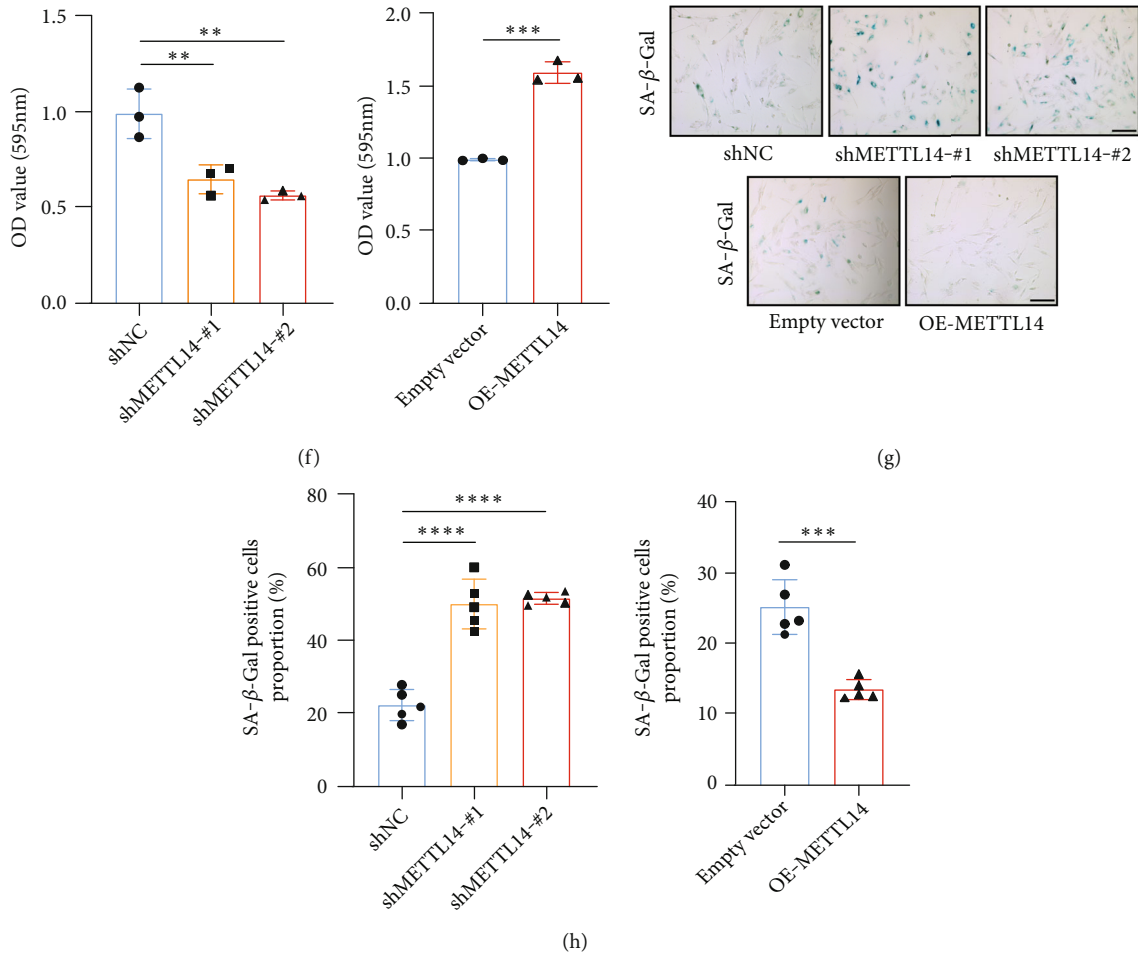 OD value (595nm)
1.5
1.0
0.5
0.0
**
**
shNC
shMETTL14-#1
shMETTL14-#2
OD value (595nm)
2.0
1.5
1.0
0.5
0.0
***
Empty vector
OE-METTL14
(f)
SA-β-Gal
shNC
shMETTL14-#1
shMETTL14-#2
SA-β-Gal
Empty vector
OE-METTL14
(g)
SA-β-Gal positive cells
proportion (%)
80
60
40
20
0
****
****
shNC
shMETTL14-#1
shMETTL14-#2
SA-β-Gal positive cells
proportion (%)
40
30
20
10
0
***
Empty vector
OE-METTL14
(h)